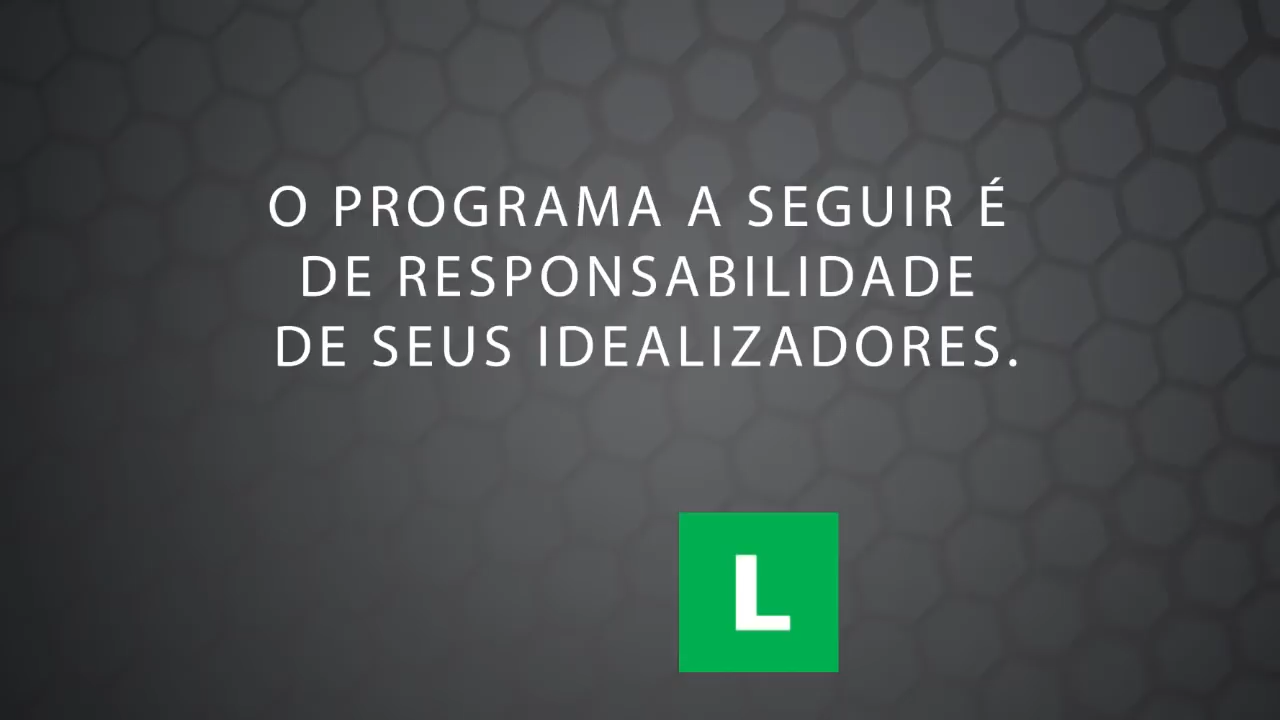 O PROGRAMA A SEGUIR É
DE RESPONSABILIDADE
DE SEUS IDEALIZADORES.
L